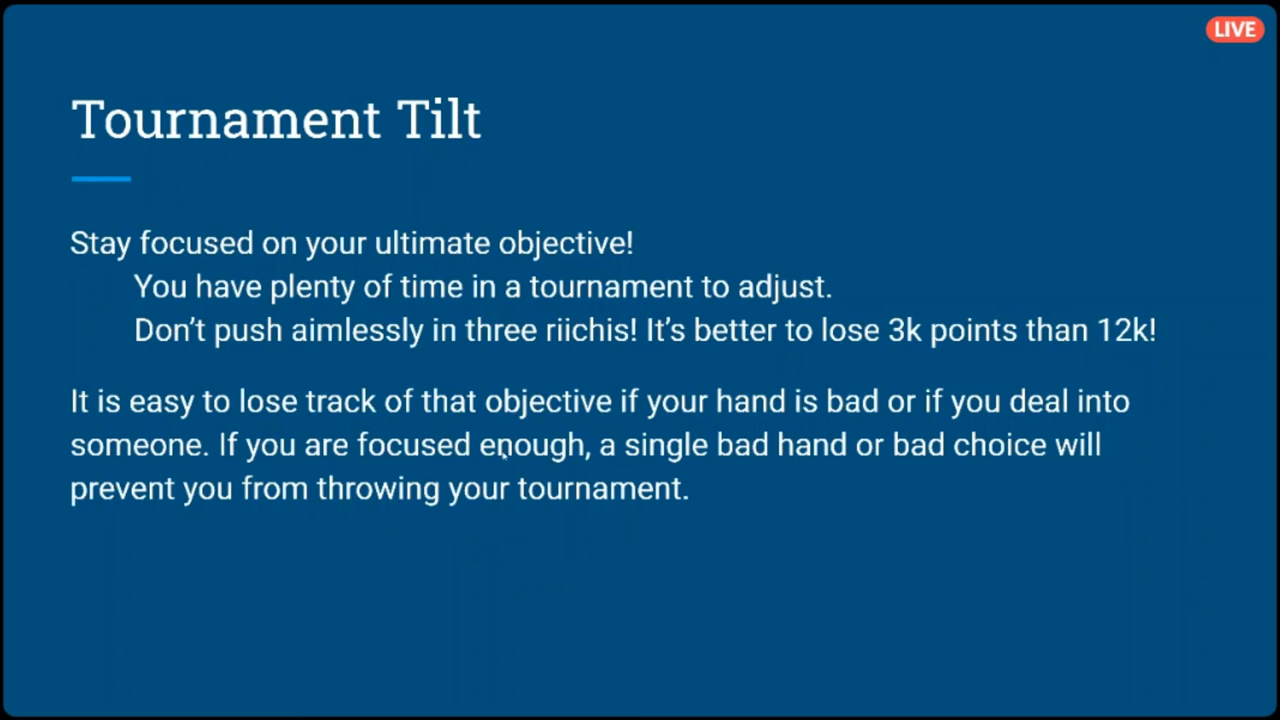 LIVE
Tournament Tilt
Stay focused on your ultimate objective!
You have plenty of time in a tournament to adjust.
Don’t push aimlessly in three riichis! It’s better to lose 3k points than 12k!
It is easy to lose track of that objective if your hand is bad or if you deal into
someone. If you are focused enough, a single bad hand or bad choice will
prevent you from throwing your tournament.